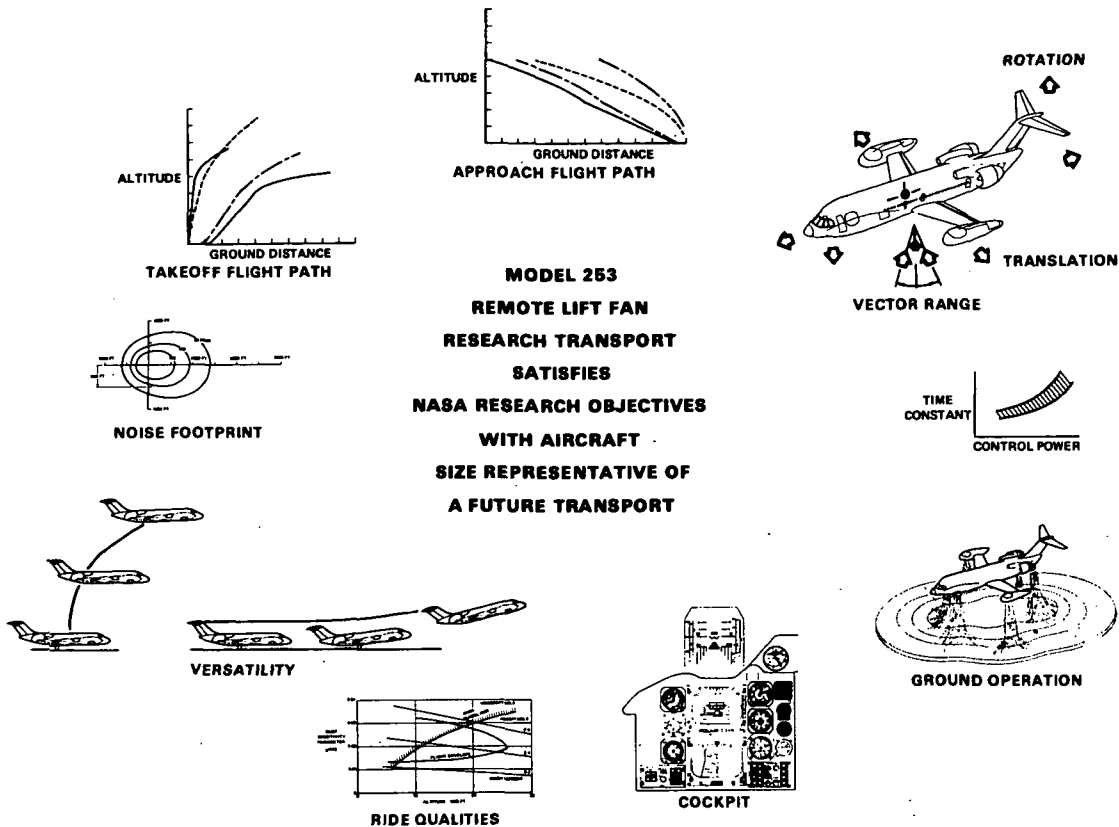 ALTITUDE
GROUND DISTANCE
APPROACH FLIGHT PATH
ALTITUDE
GROUND DISTANCE
TAKEOFF FLIGHT PATH
ROTATION
TRANSLATION
VECTOR RANGE
MODEL 253
REMOTE LIFT FAN
RESEARCH TRANSPORT
SATISFIES
NASA RESEARCH OBJECTIVES
WITH AIRCRAFT
SIZE REPRESENTATIVE OF
A FUTURE TRANSPORT
NOISE FOOTPRINT
TIME
CONSTANT
CONTROL POWER
VERSATILITY
GROUND OPERATION
FLIGHT ENVELOPE
RIDE QUALITIES
COCKPIT